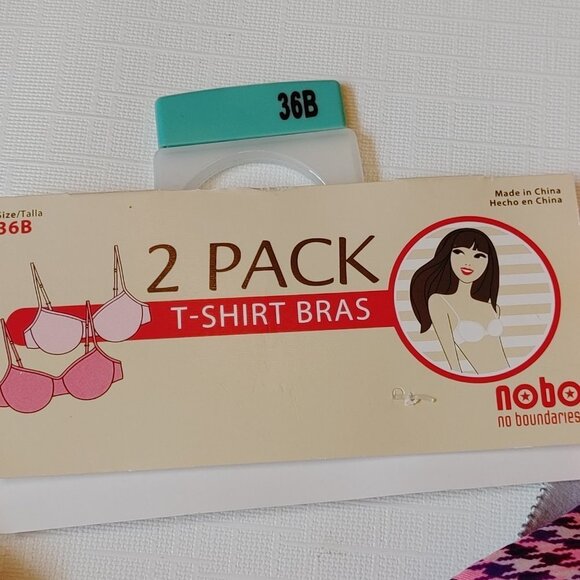 36B
Size/Talla
36B
Made in China
Hecho en China
2 PACK
T-SHIRT BRAS
nobo
no boundaries